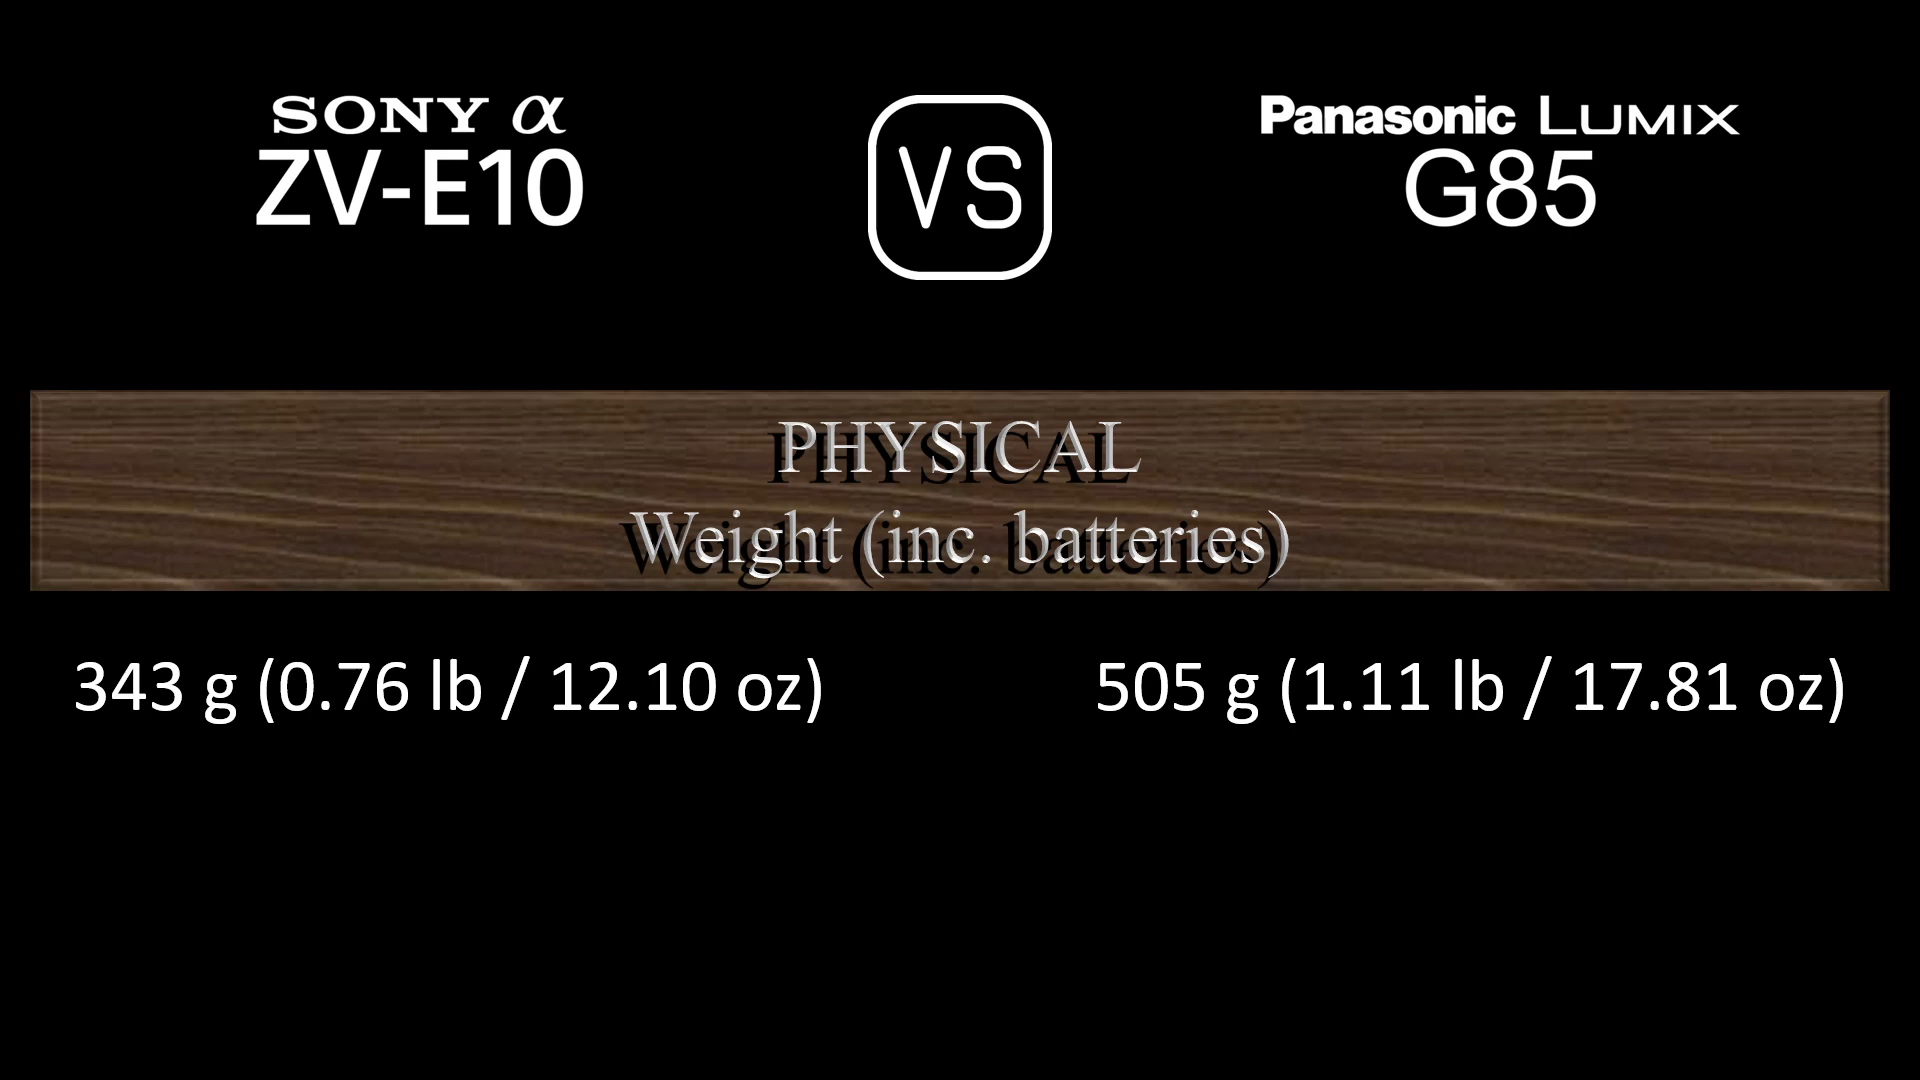 SONY α
ZV-E10
VS
Panasonic LUMIX
G85
PHYSICAL
Weight (inc. batteries)
343 g (0.76 lb / 12.10 oz)
505 g (1.11 lb / 17.81 oz)